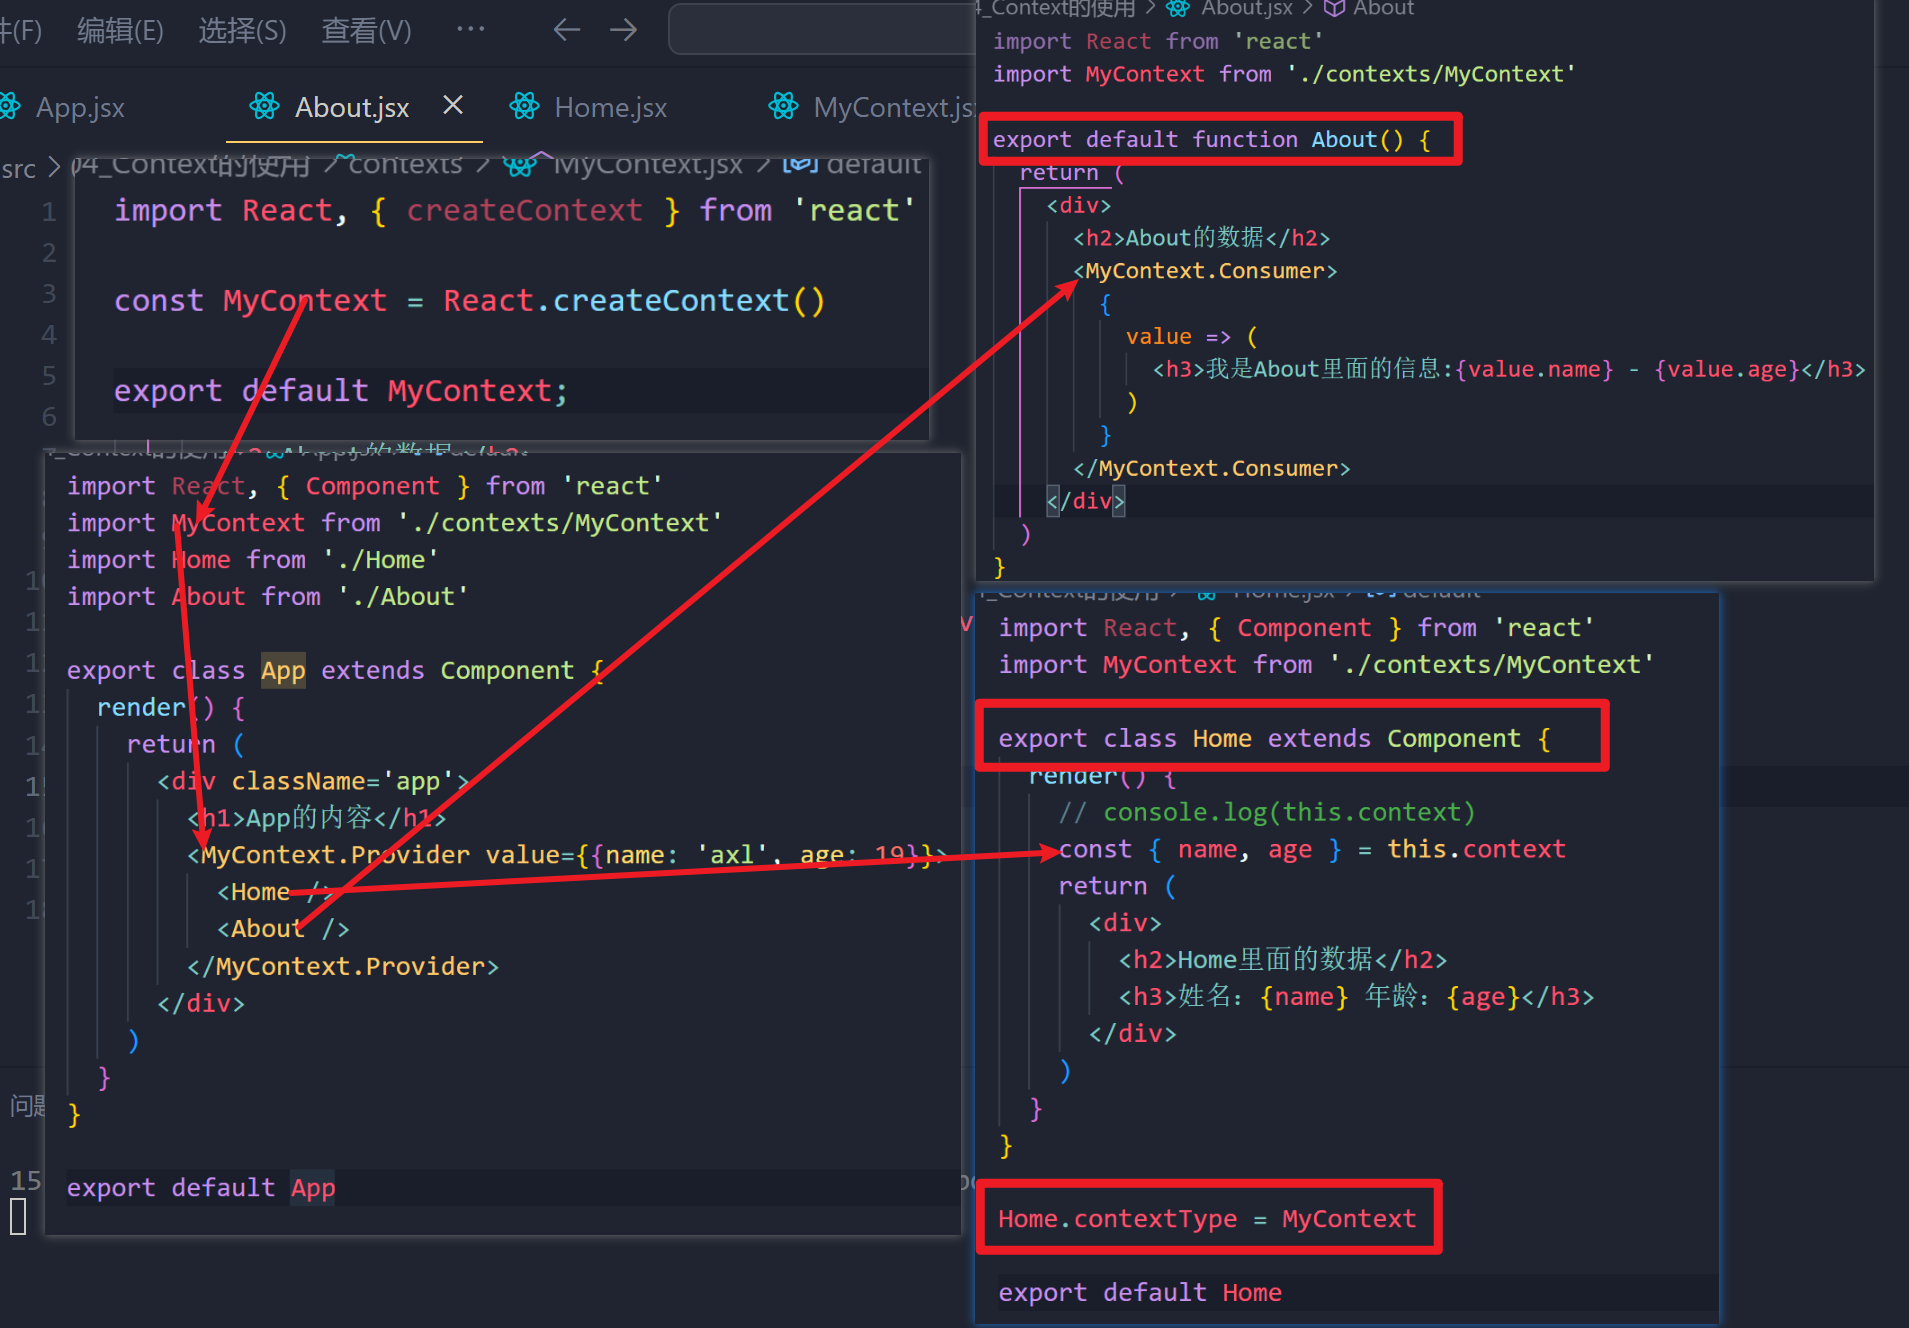 件(F) 编辑(E) 选择(S) 查看(V) ···
App.jsx About.jsx Home.jsx MyContext.jsx
src > 04_Context的使用 > contexts > MyContext.jsx > default
1
2
3
4
5
6
import React, { createContext } from 'react'
const MyContext = React.createContext()
export default MyContext;
import React, { Component } from 'react'
import MyContext from './contexts/MyContext'
import Home from './Home'
import About from './About'
export class App extends Component {
render() {
return (
<div className='app'>
<h1>App的内容</h1>
<MyContext.Provider value={{name: 'axl', age: 19}}>
<Home />
<About />
</MyContext.Provider>
</div>
)
}
}
export default App
问题
15
4_Context的使用 > About.jsx > About
import React from 'react'
import MyContext from './contexts/MyContext'
export default function About() {
return (
<div>
<h2>About的数据</h2>
<MyContext.Consumer>
{
value => (
<h3>我是About里面的信息:{value.name} - {value.age}</h3>
)
}
</MyContext.Consumer>
</div>
)
}
_Context的使用 > Home.jsx > default
import React, { Component } from 'react'
import MyContext from './contexts/MyContext'
export class Home extends Component {
render() {
// console.log(this.context)
const { name, age } = this.context
return (
<div>
<h2>Home里面的数据</h2>
<h3>姓名: {name} 年龄: {age}</h3>
</div>
)
}
}
Home.contextType = MyContext
export default Home